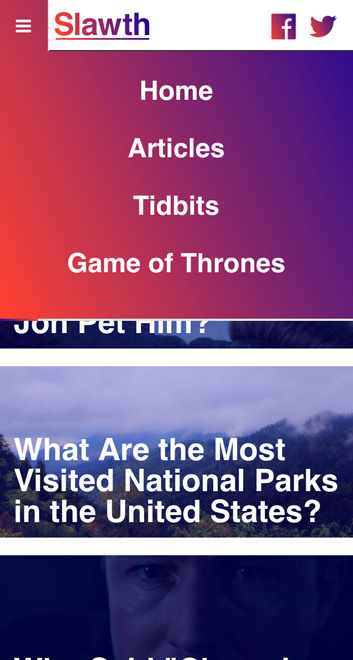 Slawth
Home
Articles
Tidbits
Game of Thrones
Jon Pet Him?
What Are the Most
Visited National Parks
in the United States?